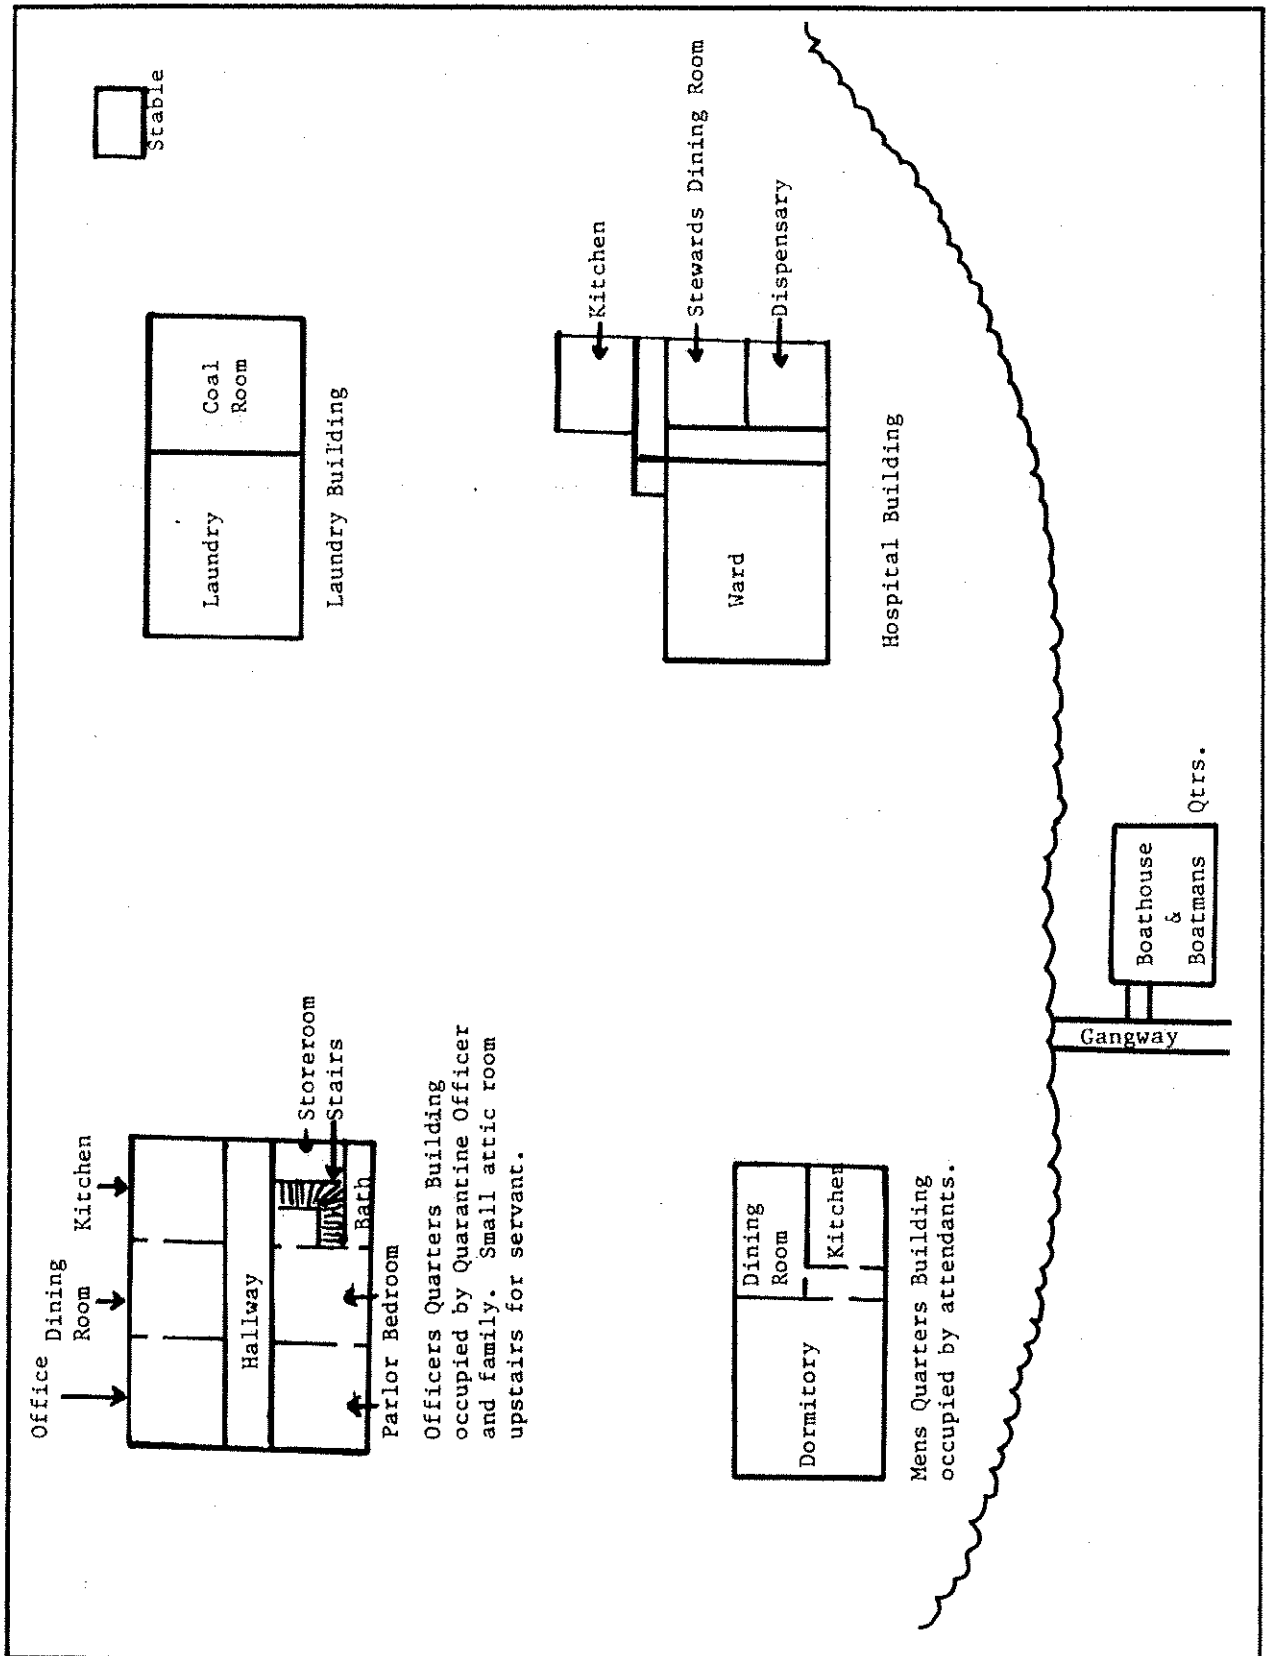 Office
Dining
Room
Kitchen
Hallway
Storeroom
Stairs
Bath
Parlor Bedroom
Officers Quarters Building
occupied by Quarantine Officer
and family. Small attic room
upstairs for servant.
Laundry
Coal
Room
Laundry Building
Stable
Dormitory
Dining
Room
Kitchen
Mens Quarters Building
occupied by attendants.
Ward
Kitchen
Stewards Dining Room
Dispensary
Hospital Building
Gangway
Boathouse
&
Boatmans Qtrs.